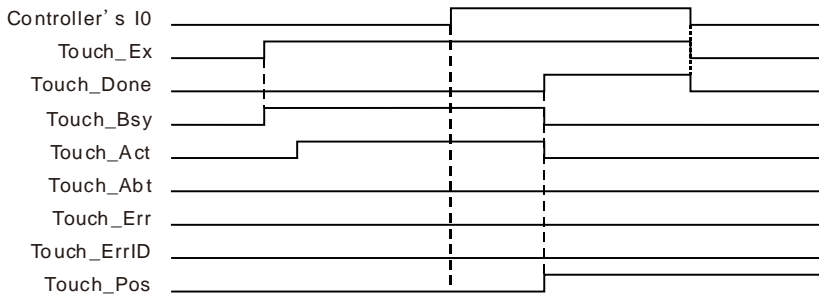 Controller’s I0
Touch_Ex
Touch_Done
Touch_Bsy
Touch_Act
Touch_Abt
Touch_Err
Touch_ErrID
Touch_Pos